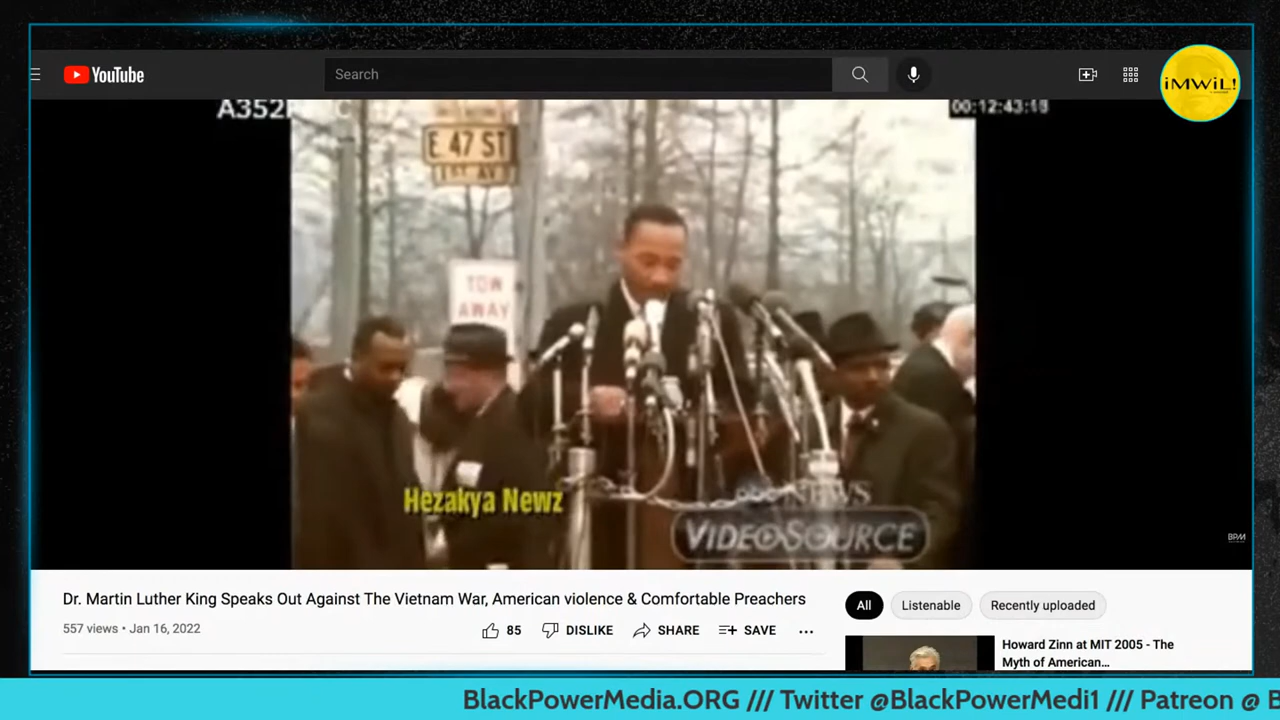 YouTube
Search
iMWiL!
A352
00:12:43:18
E. 47 ST
1ST AV
TOW
AWAY
Hezakya Newz
NEWS
VIDEOSOURCE
BPM
Dr. Martin Luther King Speaks Out Against The Vietnam War, American violence & Comfortable Preachers
557 views • Jan 16, 2022
85 DISLIKE SHARE SAVE
All Listenable Recently uploaded
Howard Zinn at MIT 2005 - The
Myth of American...
BlackPowerMedia.ORG /// Twitter @BlackPowerMedi1 /// Patreon @ B